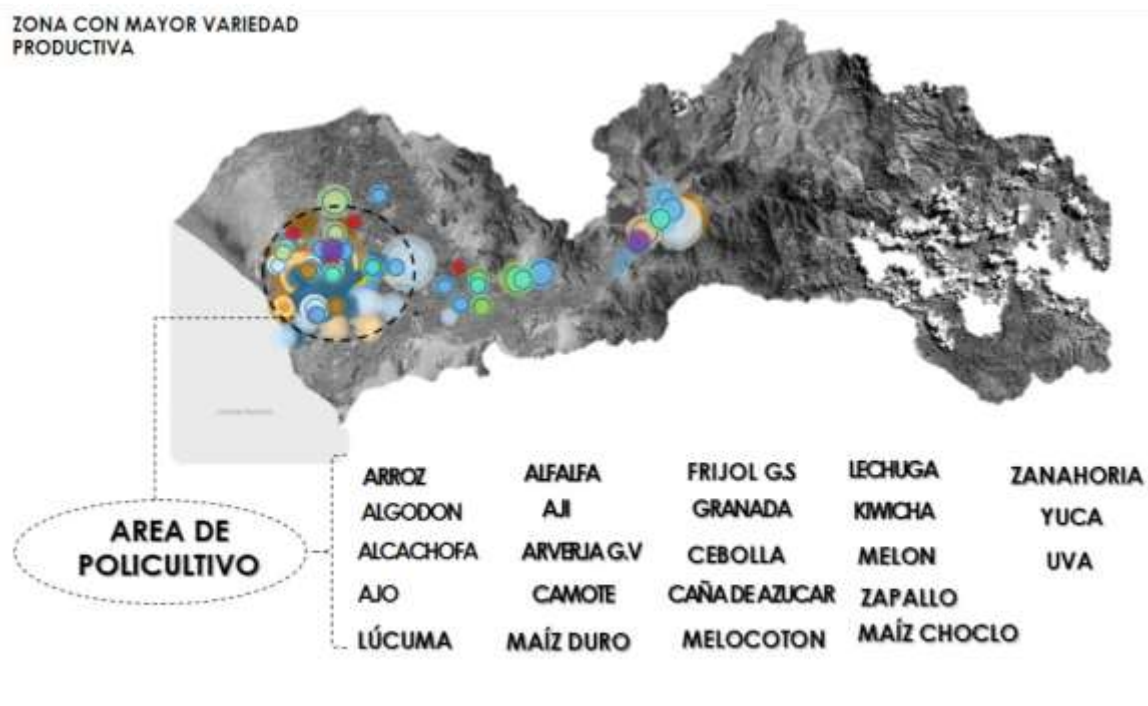 ZONA CON MAYOR VARIEDAD
PRODUCTIVA
AREA DE
POLICULTIVO
ARROZ
ALGODON
ALCACHOFA
AJO
LÚCUMA
ALFALFA
AJI
ARVERJA G.V
CAMOTE
MAÍZ DURO
FRIJOL G.S
GRANADA
CEBOLLA
CAÑA DE AZUCAR
MELOCOTON
LECHUGA
KIWICHA
MELON
ZAPALLO
MAÍZ CHOCLO
ZANAHORIA
YUCA
UVA